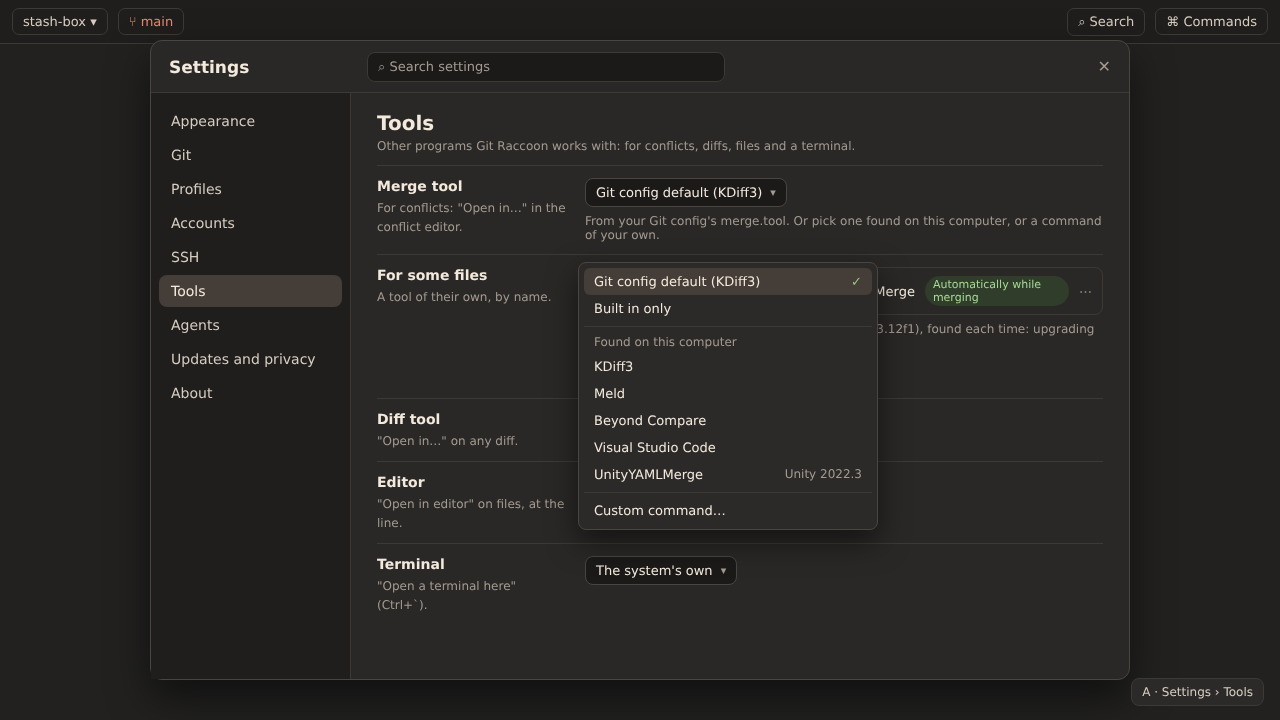 stash-box ▾
⑂ main
⌕ Search
⌘ Commands
Settings
⌕ Search settings
✕
Appearance
Git
Profiles
Accounts
SSH
Tools
Agents
Updates and privacy
About
Tools
Other programs Git Raccoon works with: for conflicts, diffs, files and a terminal.
Merge tool
For conflicts: "Open in…" in the
conflict editor.
Git config default (KDiff3) ▾
From your Git config's merge.tool. Or pick one found on this computer, or a command
of your own.
For some files
A tool of their own, by name.
Merge
Automatically while
merging
⋯
3.12f1), found each time: upgrading
Git config default (KDiff3) ✓
Built in only
Found on this computer
KDiff3
Meld
Beyond Compare
Visual Studio Code
UnityYAMLMerge Unity 2022.3
Custom command…
Diff tool
"Open in…" on any diff.
Editor
"Open in editor" on files, at the
line.
Terminal
"Open a terminal here"
(Ctrl+`).
The system's own ▾
A · Settings › Tools